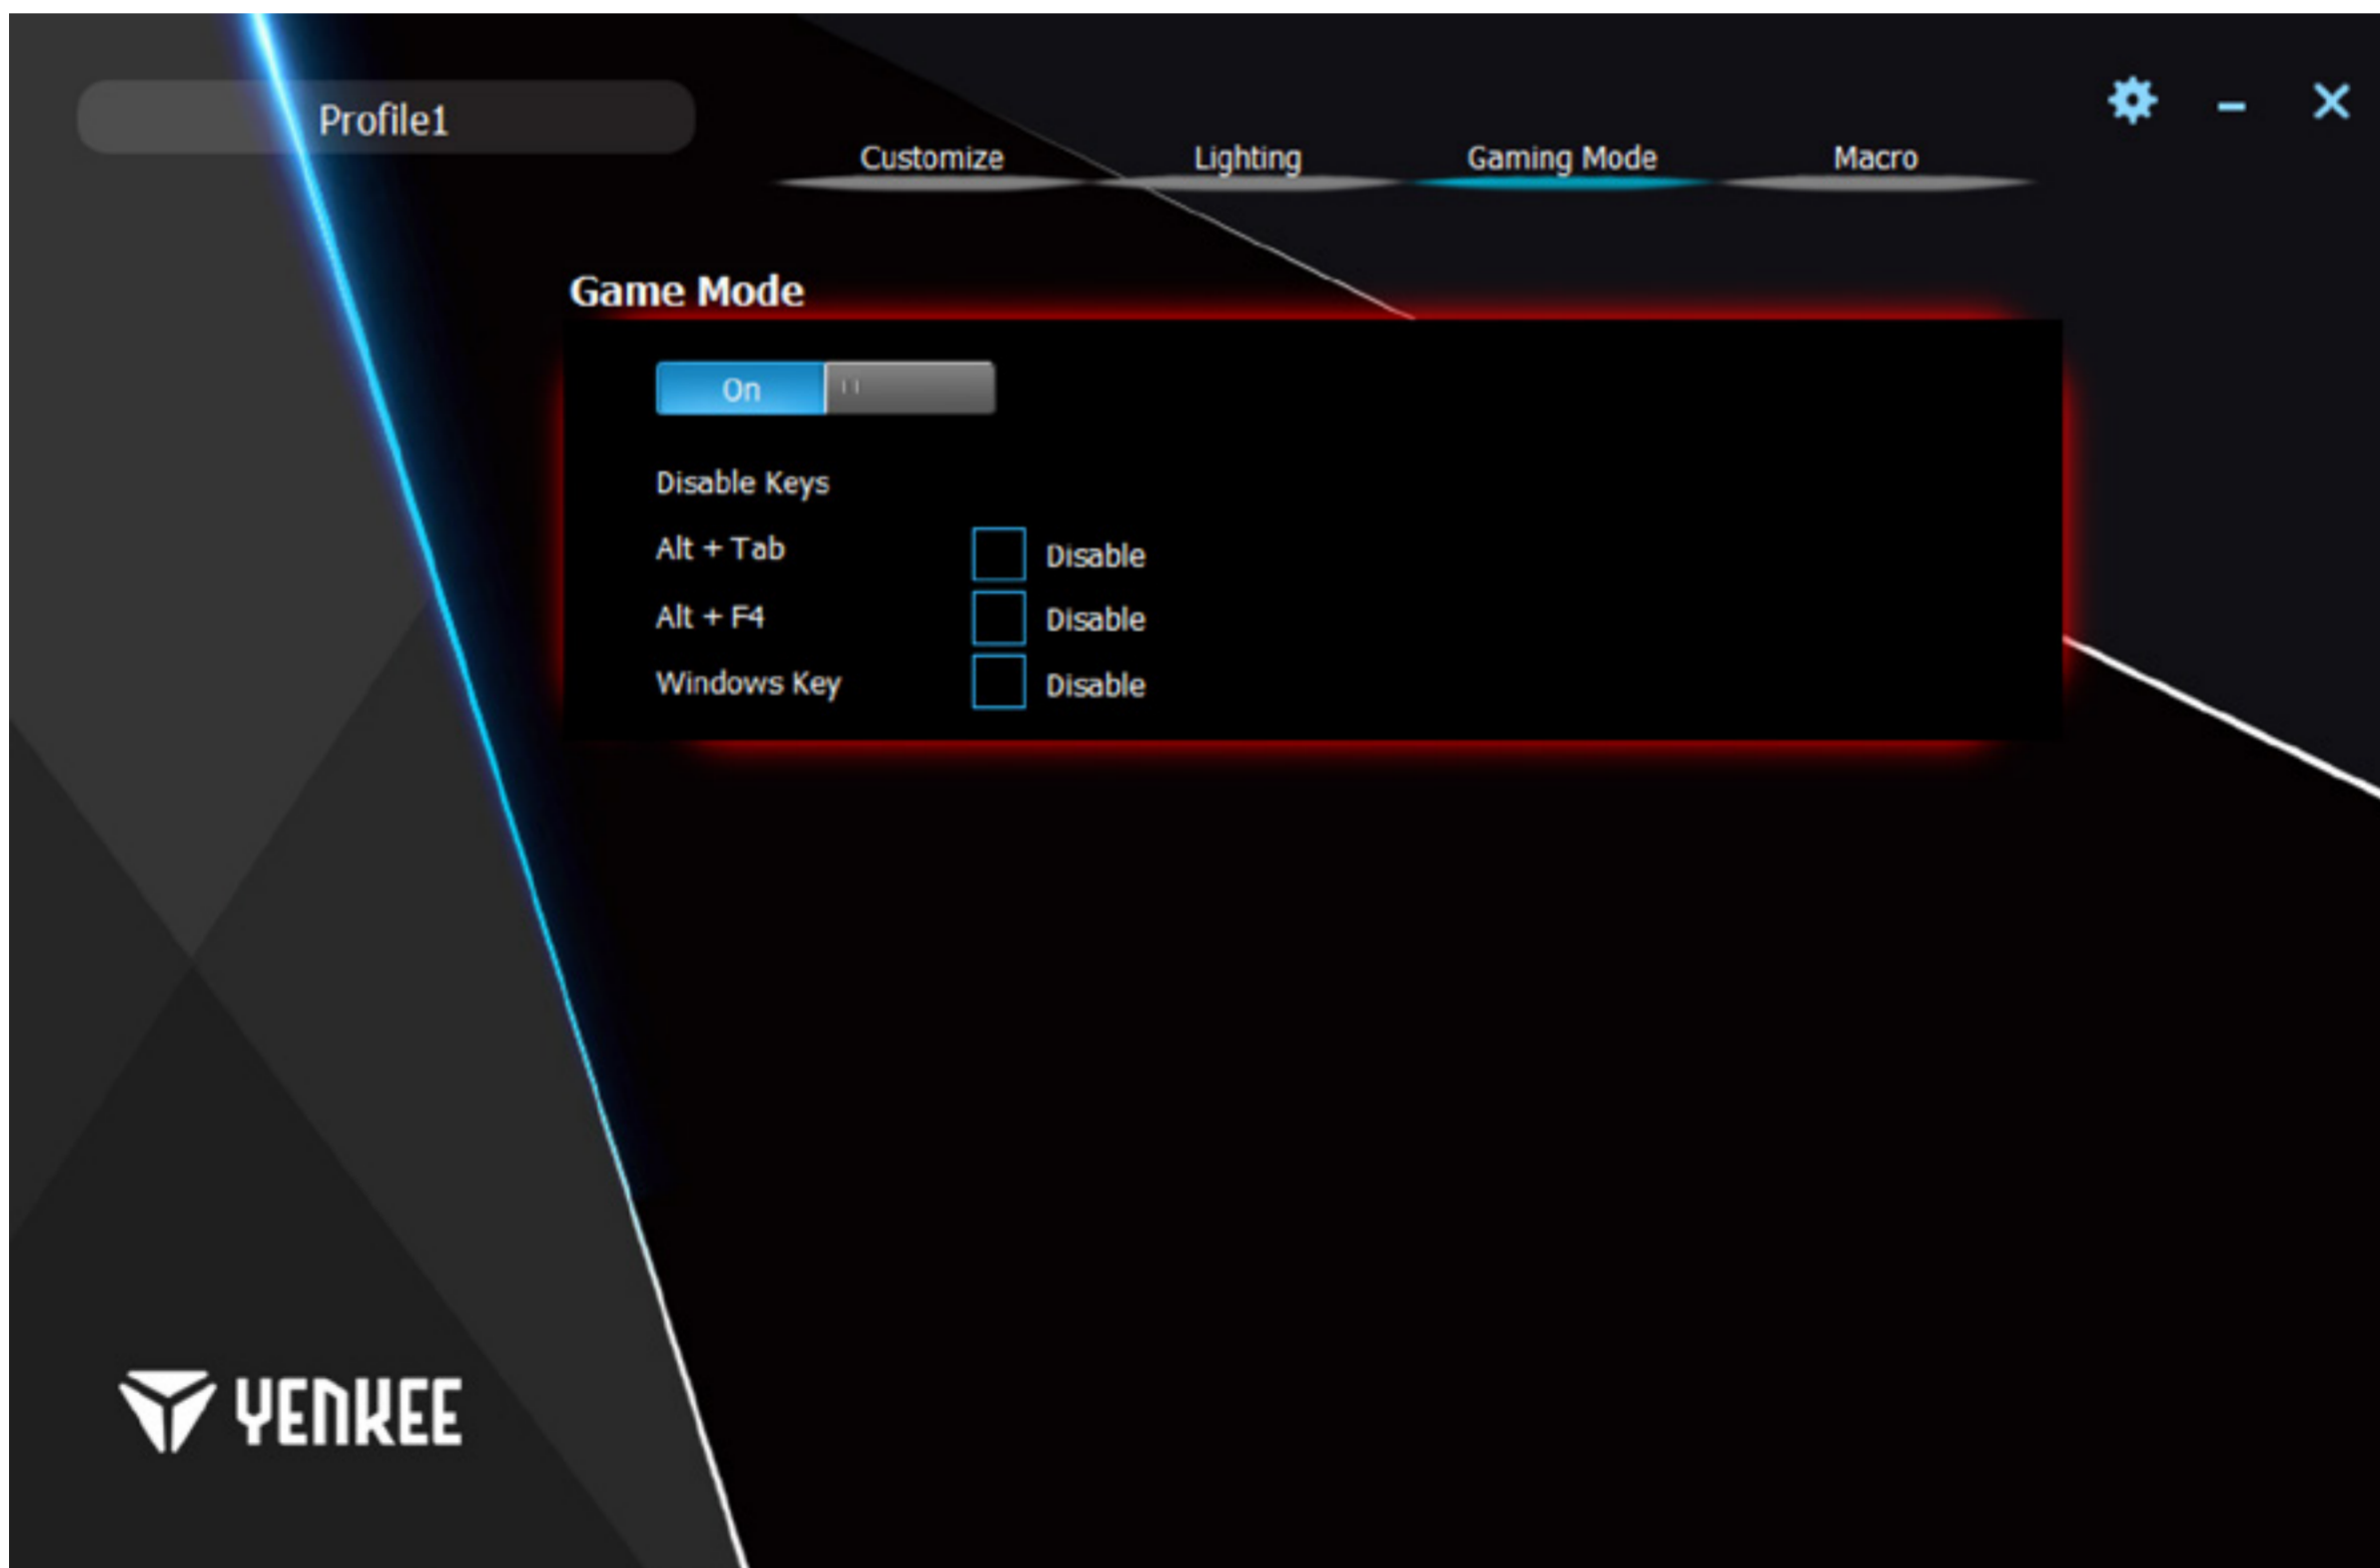 Profile1
Customize Lighting Gaming Mode Macro
Game Mode
On
Disable Keys
Alt + Tab Disable
Alt + F4 Disable
Windows Key Disable
YENKEE